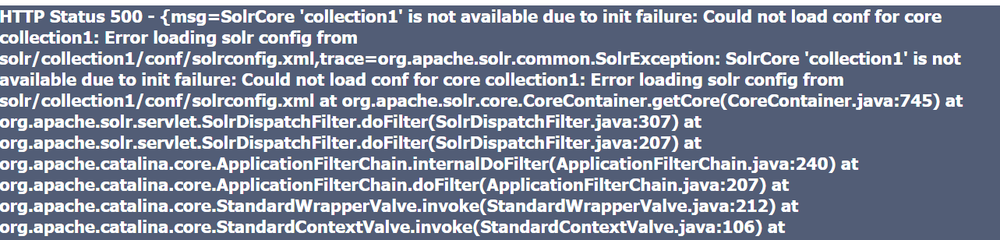 HTTP Status 500 - {msg=SolrCore 'collection1' is not available due to init failure: Could not load conf for core
collection1: Error loading solr config from
solr/collection1/conf/solrconfig.xml,trace=org.apache.solr.common.SolrException: SolrCore 'collection1' is not
available due to init failure: Could not load conf for core collection1: Error loading solr config from
solr/collection1/conf/solrconfig.xml at org.apache.solr.core.CoreContainer.getCore(CoreContainer.java:745) at
org.apache.solr.servlet.SolrDispatchFilter.doFilter(SolrDispatchFilter.java:307) at
org.apache.solr.servlet.SolrDispatchFilter.doFilter(SolrDispatchFilter.java:207) at
org.apache.catalina.core.ApplicationFilterChain.internalDoFilter(ApplicationFilterChain.java:240) at
org.apache.catalina.core.ApplicationFilterChain.doFilter(ApplicationFilterChain.java:207) at
org.apache.catalina.core.StandardWrapperValve.invoke(StandardWrapperValve.java:212) at
org.apache.catalina.core.StandardContextValve.invoke(StandardContextValve.java:106) at